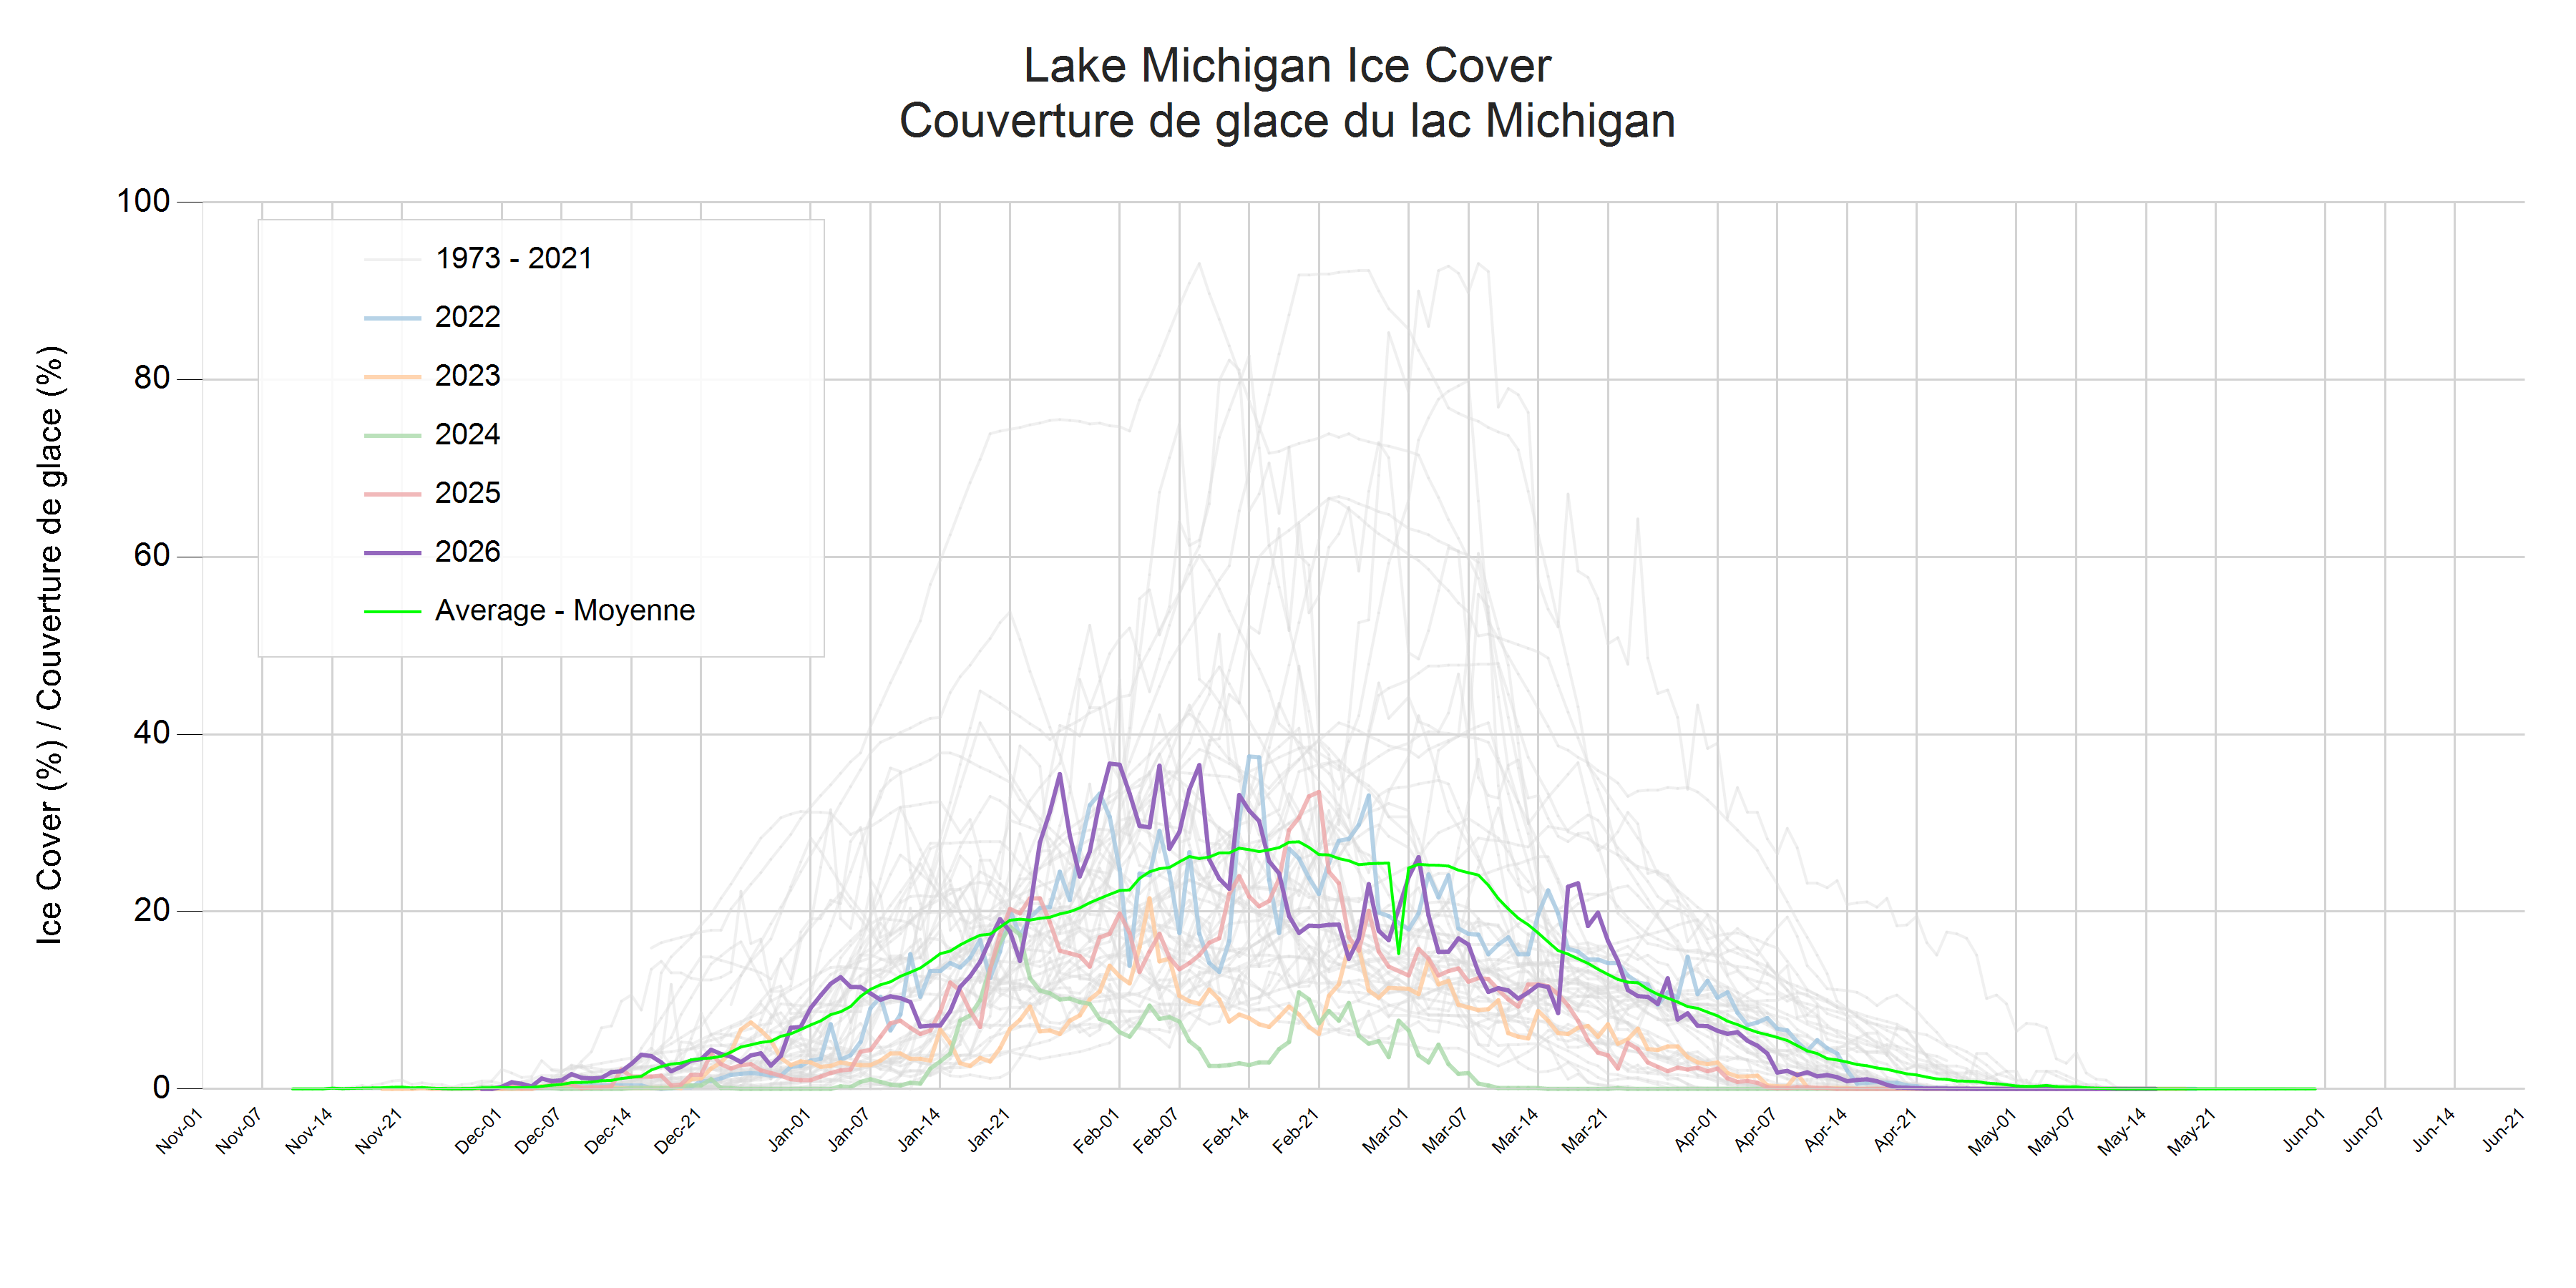 Lake Michigan Ice Cover
Couverture de glace du lac Michigan
Ice Cover (%) / Couverture de glace (%)
100
80
60
40
20
0
1973 - 2021
2022
2023
2024
2025
2026
Average - Moyenne
Nov-01
Nov-07
Nov-14
Nov-21
Dec-01
Dec-07
Dec-14
Dec-21
Jan-01
Jan-07
Jan-14
Jan-21
Feb-01
Feb-07
Feb-14
Feb-21
Mar-01
Mar-07
Mar-14
Mar-21
Apr-01
Apr-07
Apr-14
Apr-21
May-01
May-07
May-14
May-21
Jun-01
Jun-07
Jun-14
Jun-21